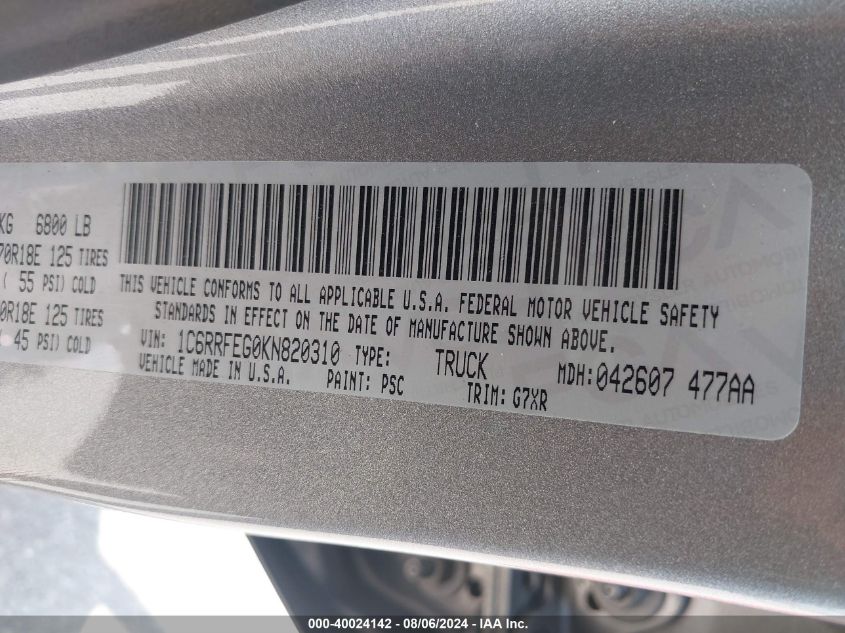 KG 6800 LB
70R18E 125 TIRES
( 55 PSI) COLD
0R18E 125 TIRES
45 PSI) COLD
THIS VEHICLE CONFORMS TO ALL APPLICABLE U.S.A. FEDERAL MOTOR VEHICLE SAFETY
STANDARDS IN EFFECT ON THE DATE OF MANUFACTURE SHOWN ABOVE.
VIN: 1C6RRFEG0KN820310 TYPE: TRUCK MDH: 042607 477AA
VEHICLE MADE IN U.S.A. PAINT: PSC TRIM: G7XR
000-40024142 - 08/06/2024 - IAA Inc.